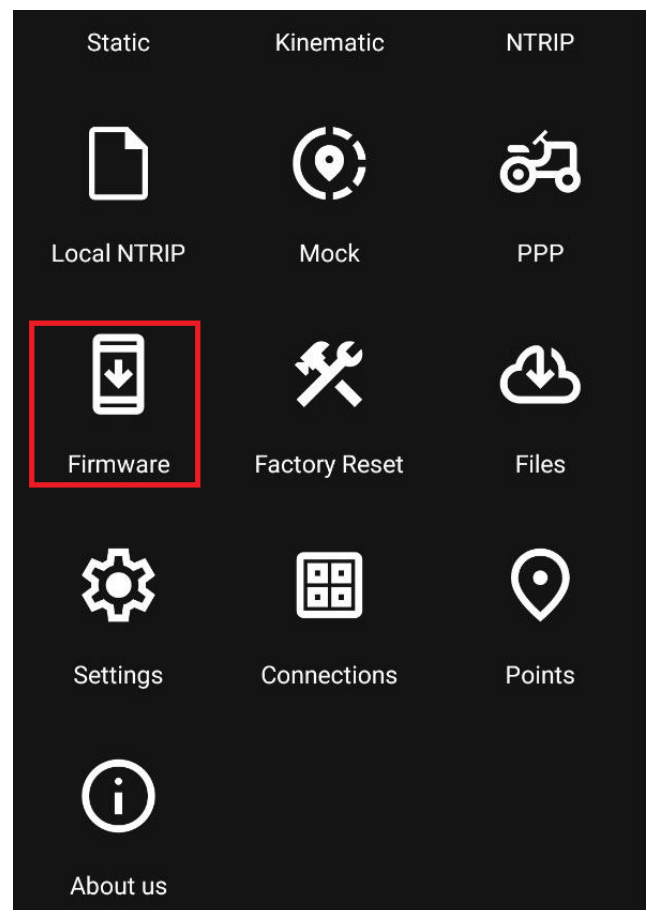 Static Kinematic NTRIP
Local NTRIP Mock PPP
Firmware Factory Reset Files
Settings Connections Points
About us